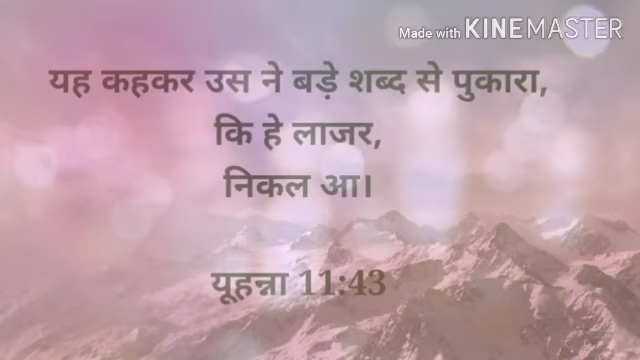 Made with KINEMASTER
यह कहकर उस ने बड़े शब्द से पुकारा,
कि हे लाजर,
निकल आ।
यूहन्ना 11:43